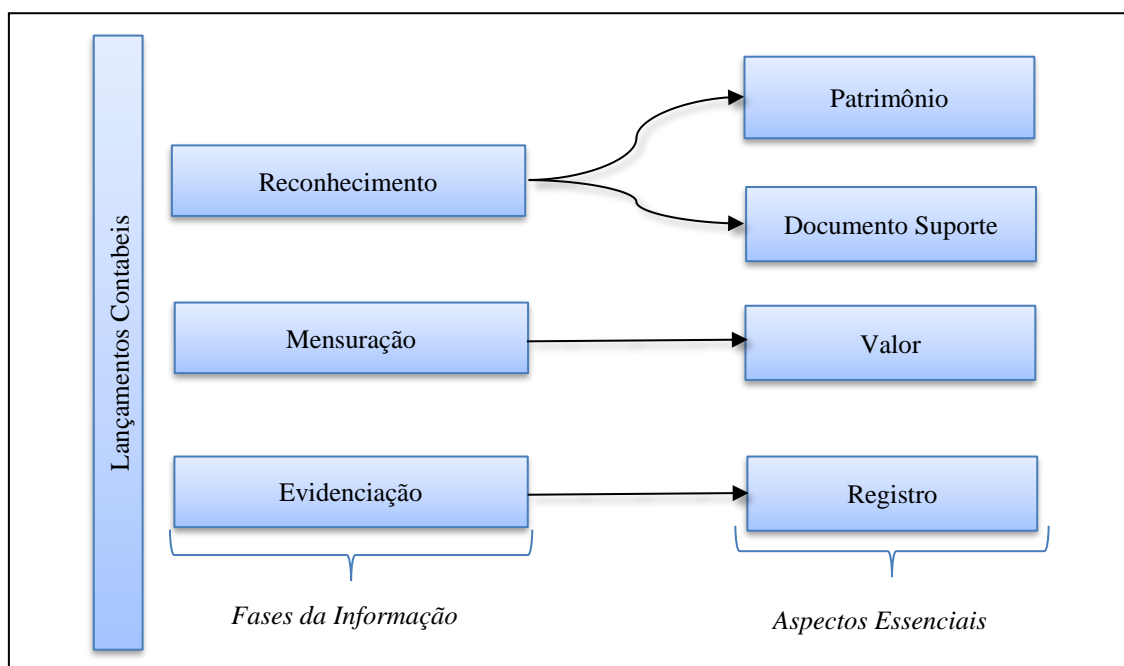 Lançamentos Contabeis
Reconhecimento
Patrimônio
Documento Suporte
Mensuração
Valor
Evidenciação
Registro
Fases da Informação
Aspectos Essenciais